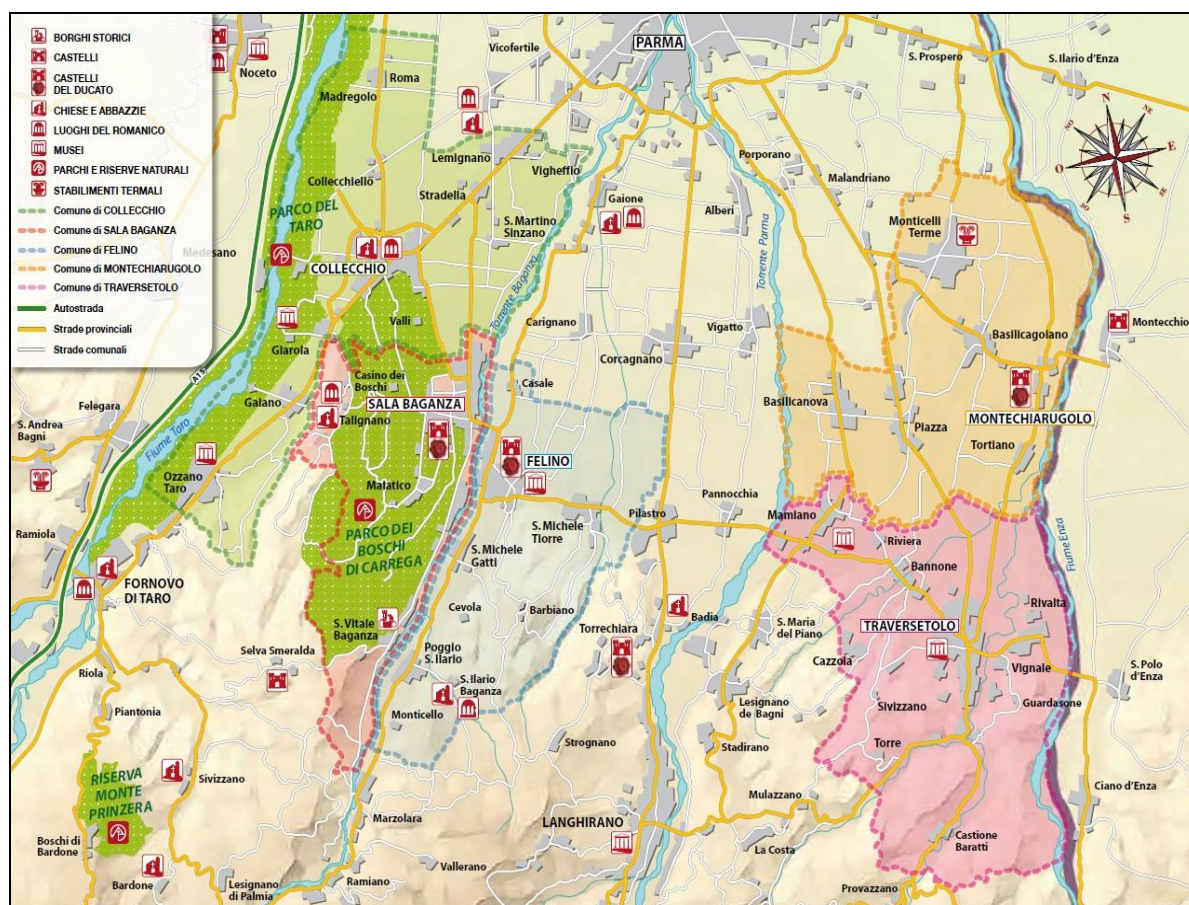 BORGHI STORICI
CASTELLI
CASTELLI
DEL DUCATO
CHIESE E ABBAZZIE
LUOGHI DEL ROMANICO
MUSEI
PARCHI E RISERVE NATURALI
STABILIMENTI TERMALI
Comune di COLLECCHIO
Comune di SALA BAGANZA
Comune di FELINO
Comune di MONTECHIARUGOLO
Comune di TRAVERSETOLO
Autostrada
Strade provinciali
Strade comunali
Noceto
Vicofertile
PARMA
S. Prospero
S. Ilario d'Enza
Roma
Madregolo
N
NE
E
SE
S
SO
O
NO
Lemignano
Vigheffio
Porporano
Malandriano
Collecchiello
Stradella
Gaione
Alberi
PARCO DEL
TARO
S. Martino
Sinzano
Monticelli
Terme
Medesano
COLLECCHIO
Torrente Baganza
Torrente Parma
Valli
Carignano
Vigatto
Montecchio
Giarola
Corcagnano
Basilicagolano
A15
Casino dei
Boschi
Casale
Felegara
Gaiano
SALA BAGANZA
Basilicanova
S. Andrea
Bagni
Fiume Taro
Talignano
Piazza
MONTECHIARUGOLO
Tortiano
Ozzano
Taro
FELINO
Malatico
Pannocchia
Ramiola
PARCO DEI
BOSCHI
DI CARREGA
S. Michele
Tiorre
Pilastro
Mamiano
Riviera
Fiume Enza
S. Michele
Gatti
Bannone
FORNOVO
DI TARO
Cevola
Barbiano
Badia
Rivalta
S. Vitale
Baganza
Torrechiara
S. Maria
del Piano
TRAVERSETOLO
Selva Smeralda
Poggio
S. Ilario
Cazzola
Vignale
Riola
S. Ilario
Baganza
S. Polo
d'Enza
Piantonia
Monticello
Lesignano
de Bagni
Sivizzano
Guardasone
Strognano
Stadirano
Torre
RISERVA
MONTE
PRINZERA
Sivizzano
Mulazzano
Ciano d'Enza
Marzolara
LANGHIRANO
Boschi di
Bardone
Castione
Baratti
La Costa
Vallerano
Bardone
Lesignano
di Palmia
Ramiano
Provazzano